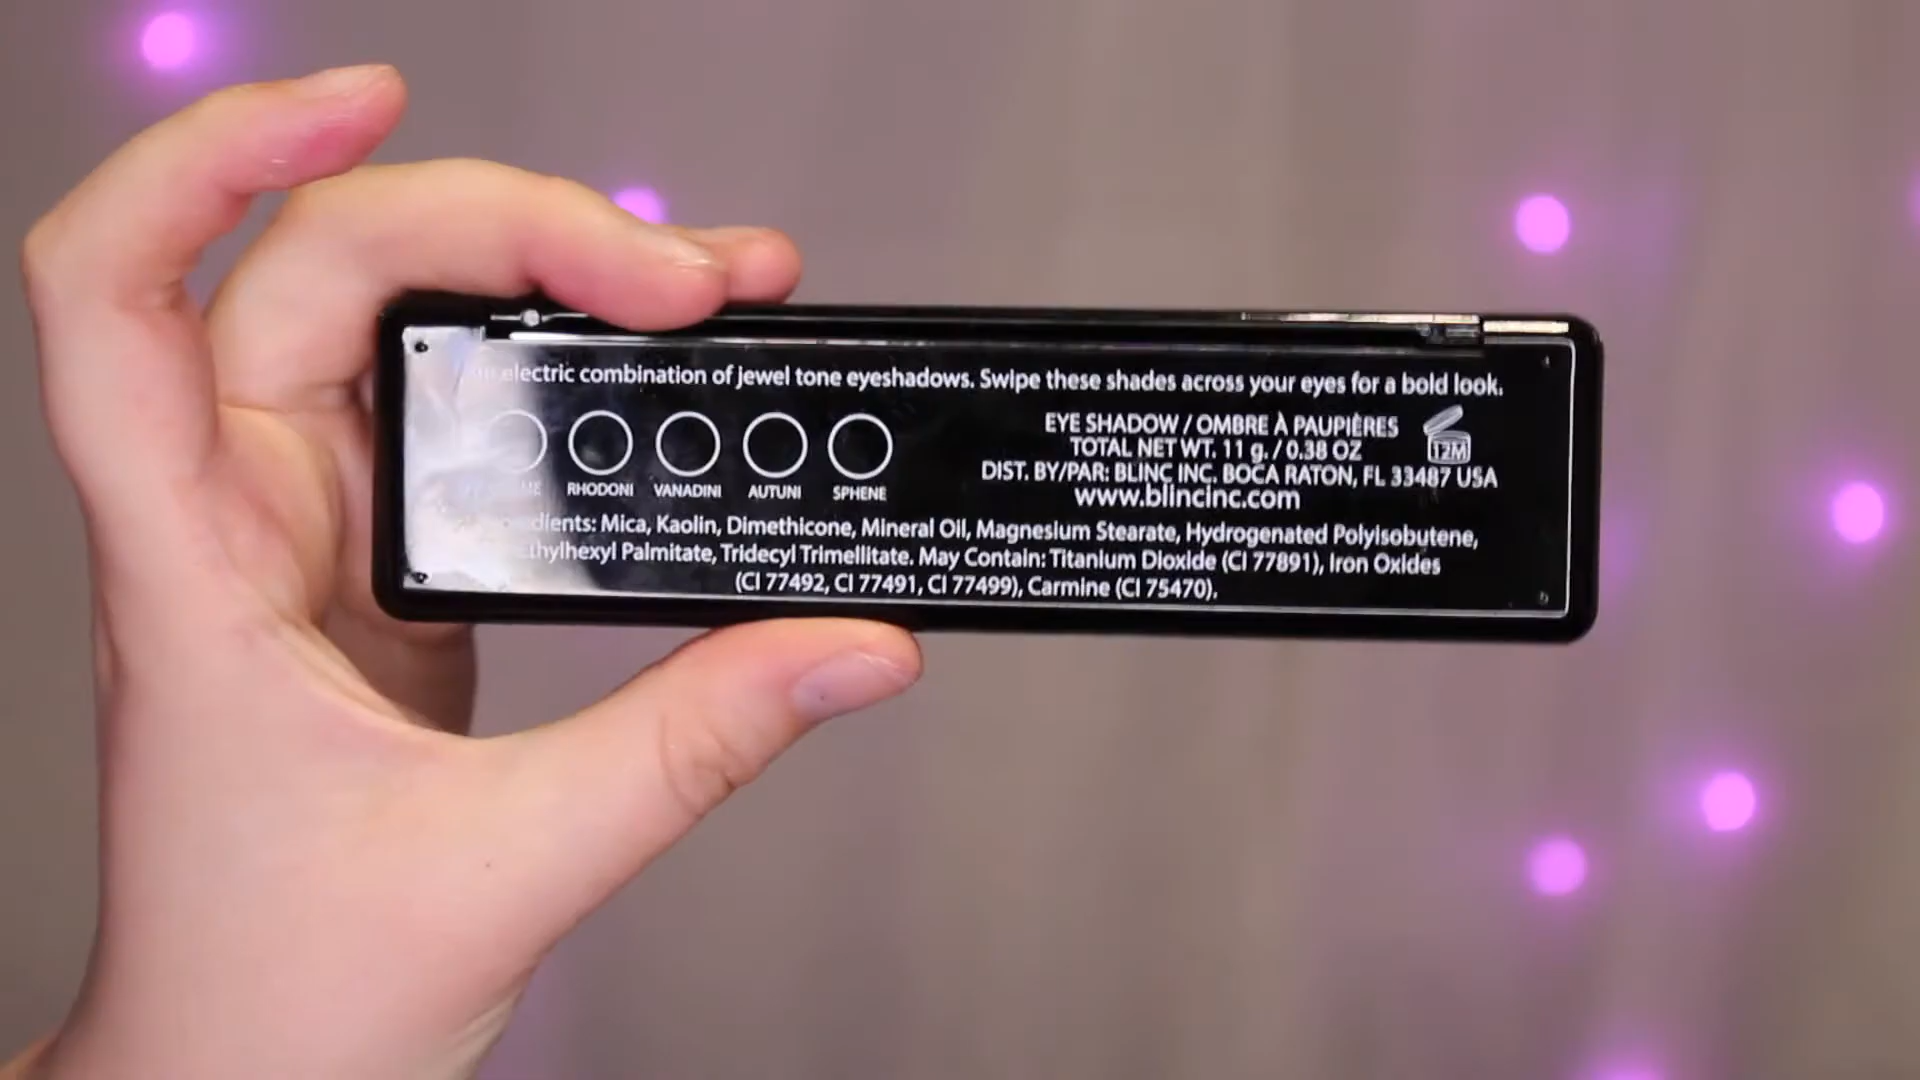 electric combination of jewel tone eyeshadows. Swipe these shades across your eyes for a bold look.
RHODONI VANADINI AUTUNI SPHENE
EYE SHADOW / OMBRE À PAUPIÈRES
TOTAL NET WT. 11 g. / 0.38 OZ
DIST. BY/PAR: BLINC INC. BOCA RATON, FL 33487 USA
www.blincinc.com
12M
Mica, Kaolin, Dimethicone, Mineral Oil, Magnesium Stearate, Hydrogenated Polyisobutene,
Palmitate, Tridecyl Trimellitate. May Contain: Titanium Dioxide (CI 77891), Iron Oxides
(CI 77492, CI 77491, CI 77499), Carmine (CI 75470).